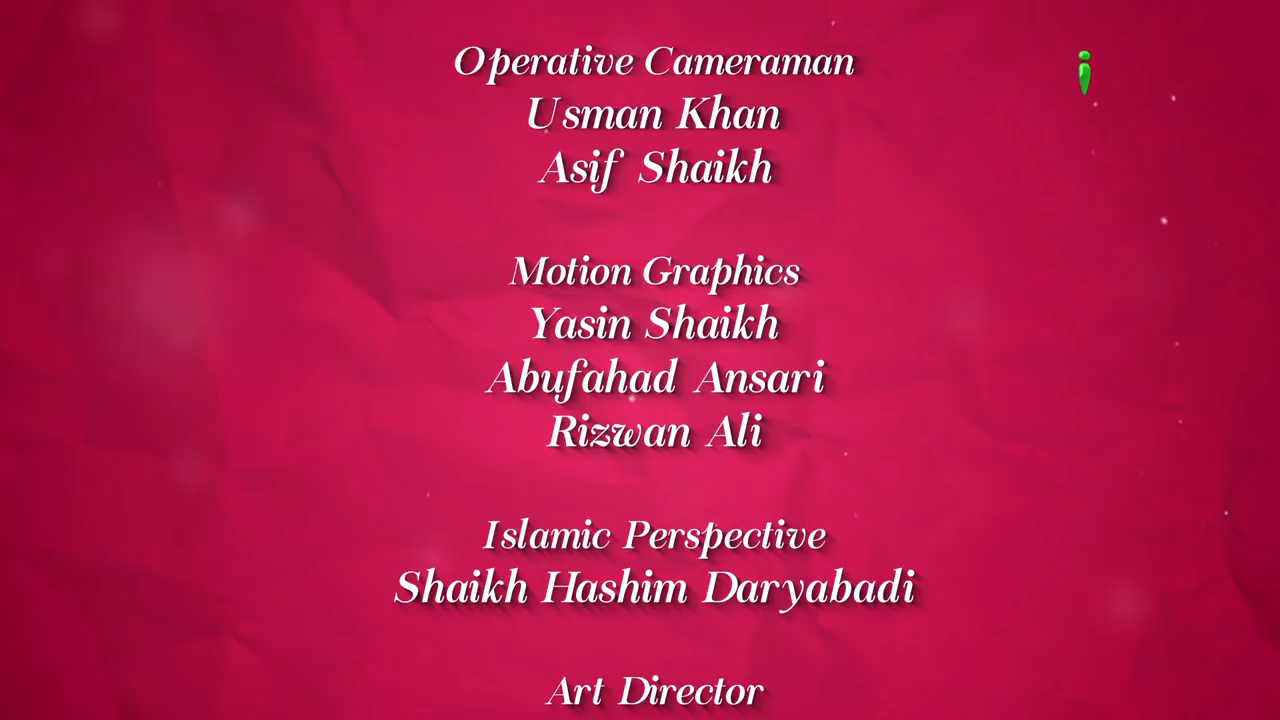 Operative Cameraman
Usman Khan
Asif Shaikh
Motion Graphics
Yasin Shaikh
Abufahad Ansari
Rizwan Ali
Islamic Perspective
Shaikh Hashim Daryabadi
Art Director